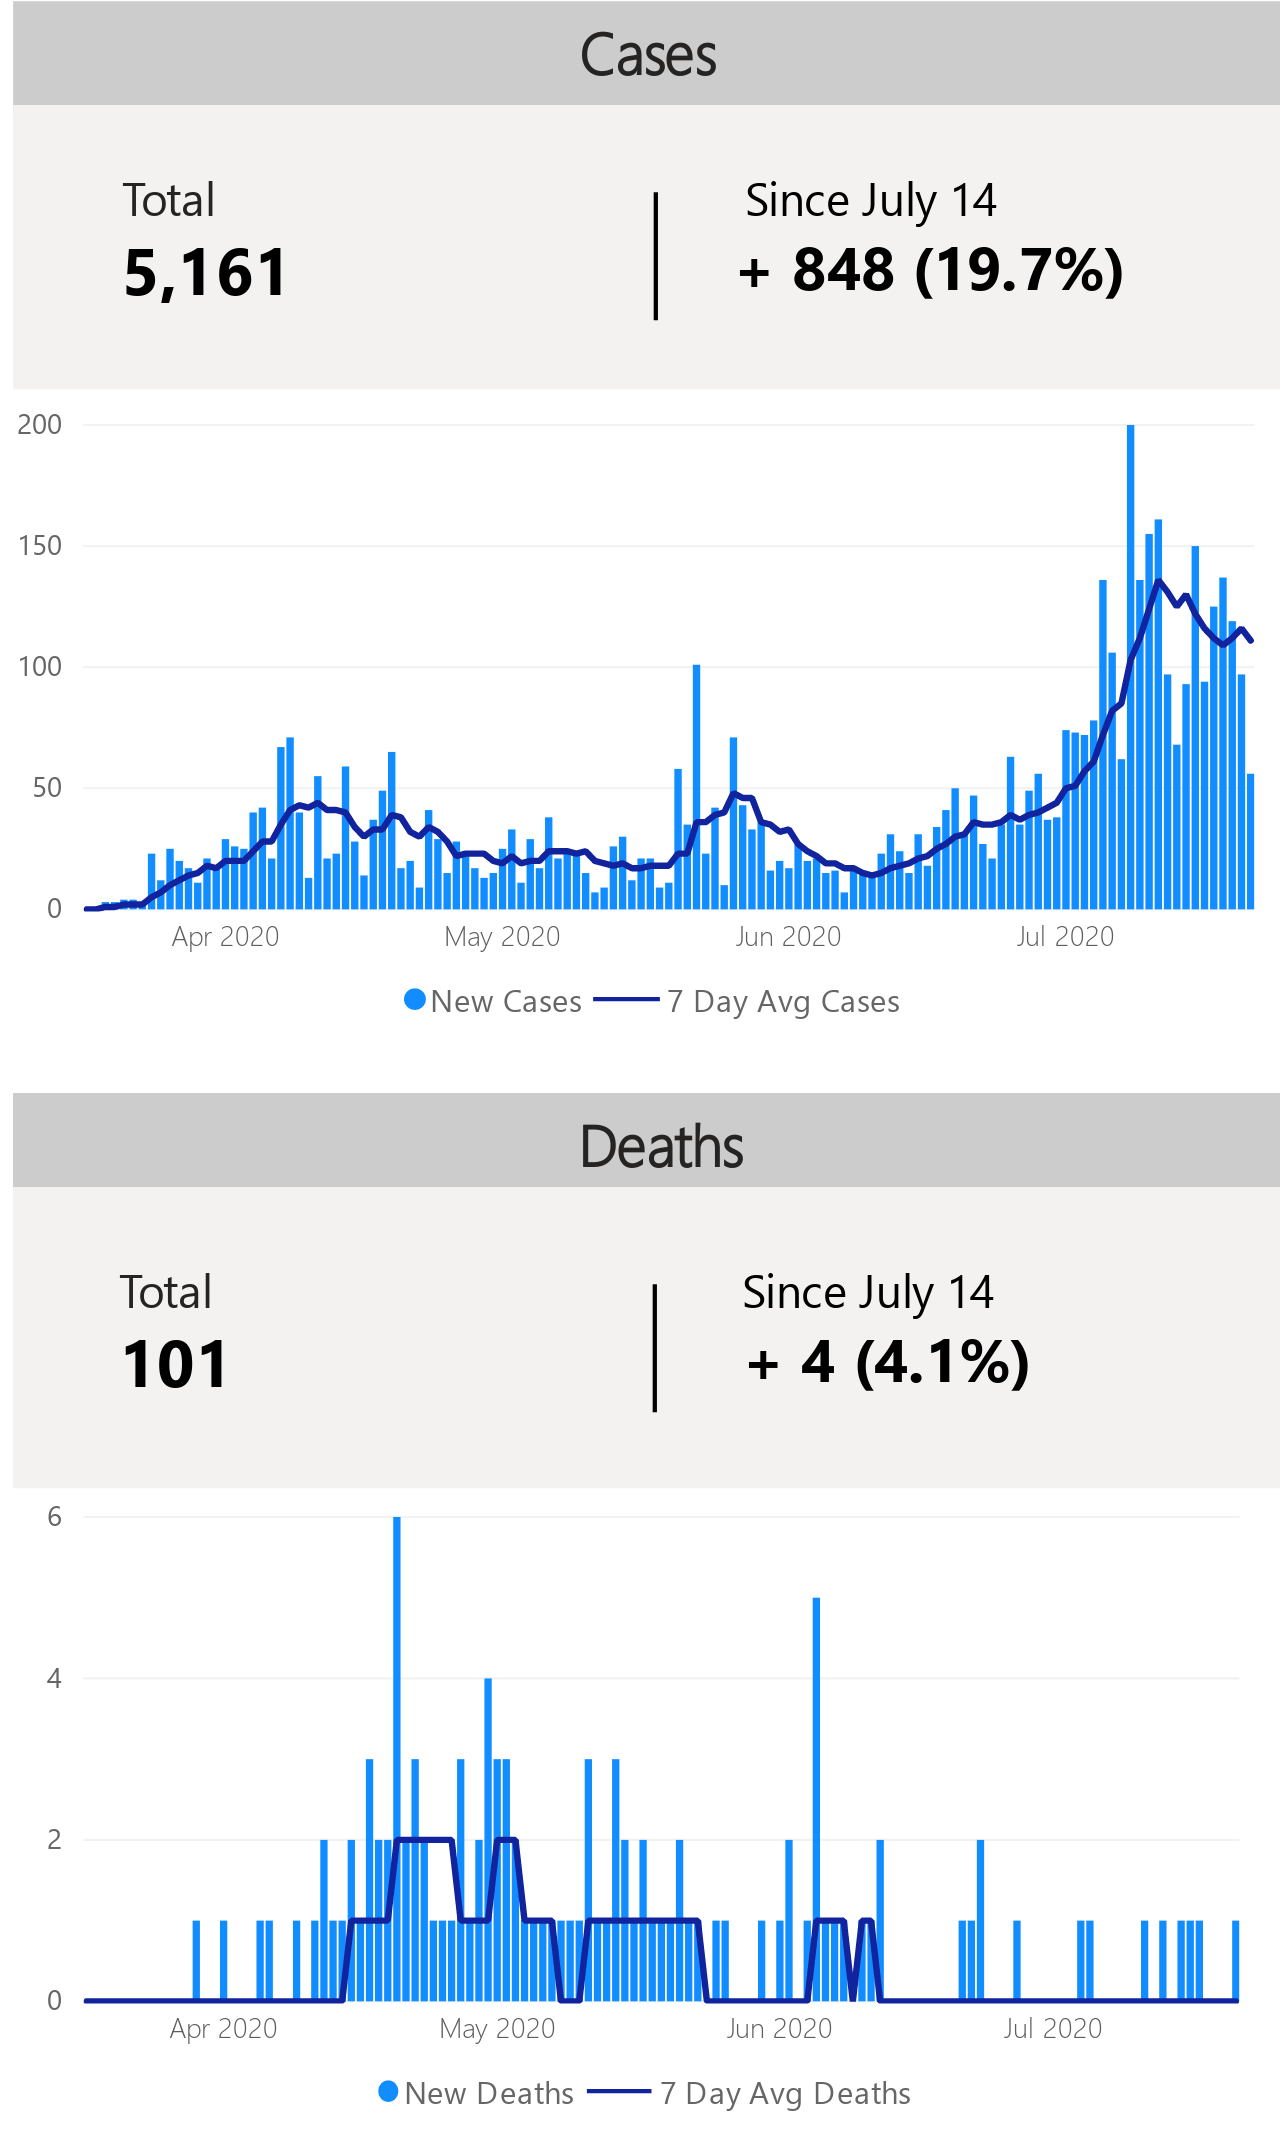 Cases
Total
Since July 14
5,161
+ 848 (19.7%)
200
150
100
50
0
Apr 2020
May 2020
Jun 2020
Jul 2020
New Cases
7 Day Avg Cases
Deaths
Total
Since July 14
101
+ 4 (4.1%)
6
4
2
0
Apr 2020
May 2020
Jun 2020
Jul 2020
New Deaths
7 Day Avg Deaths